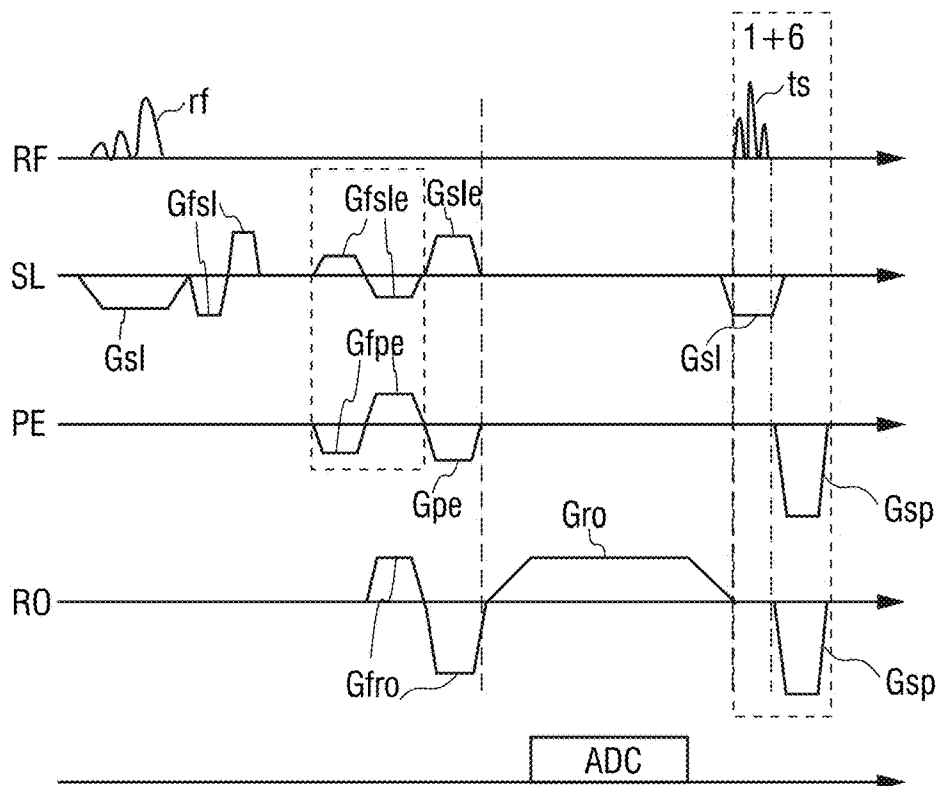 1+6
rf
ts
RF
Gfsl
Gfsle
Gsle
SL
Gsl
Gfpe
Gsl
PE
Gpe
Gsp
Gro
RO
Gfro
Gsp
ADC